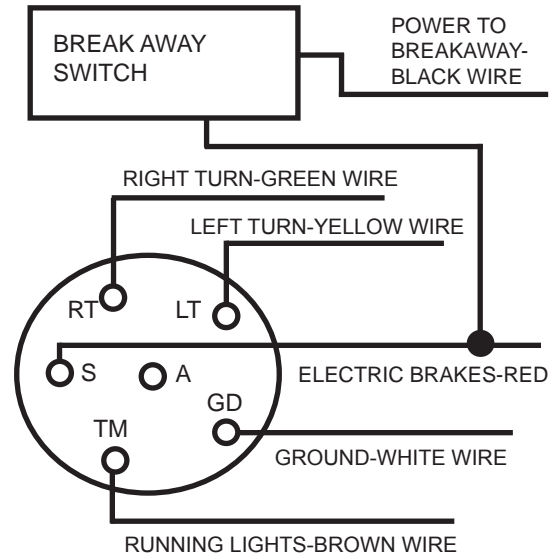 BREAK AWAY
SWITCH
POWER TO
BREAKAWAY-
BLACK WIRE
RIGHT TURN-GREEN WIRE
LEFT TURN-YELLOW WIRE
RT
LT
S
A
ELECTRIC BRAKES-RED
GD
TM
GROUND-WHITE WIRE
RUNNING LIGHTS-BROWN WIRE